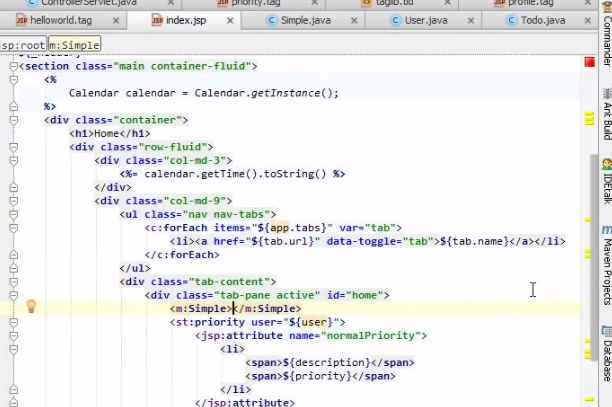 ControllerServlet.java priority.tag taglib.tld profile.tag
helloworld.tag index.jsp Simple.java User.java Todo.java
jsp:root m:Simple
<section class="main container-fluid">
<%
Calendar calendar = Calendar.getInstance();
%>
<div class="container">
<h1>Home</h1>
<div class="row-fluid">
<div class="col-md-3">
<%= calendar.getTime().toString() %>
</div>
<div class="col-md-9">
<ul class="nav nav-tabs">
<c:forEach items="${app.tabs}" var="tab">
<li><a href="${tab.url}" data-toggle="tab">${tab.name}</a></li>
</c:forEach>
</ul>
<div class="tab-content">
<div class="tab-pane active" id="home">
<m:Simple></m:Simple>
<st:priority user="${user}">
<jsp:attribute name="normalPriority">
<li>
<span>${description}</span>
<span>${priority}</span>
</li>
</jsp:attribute>
Commander
Ant Build
IDEtalk
Maven Projects
Database